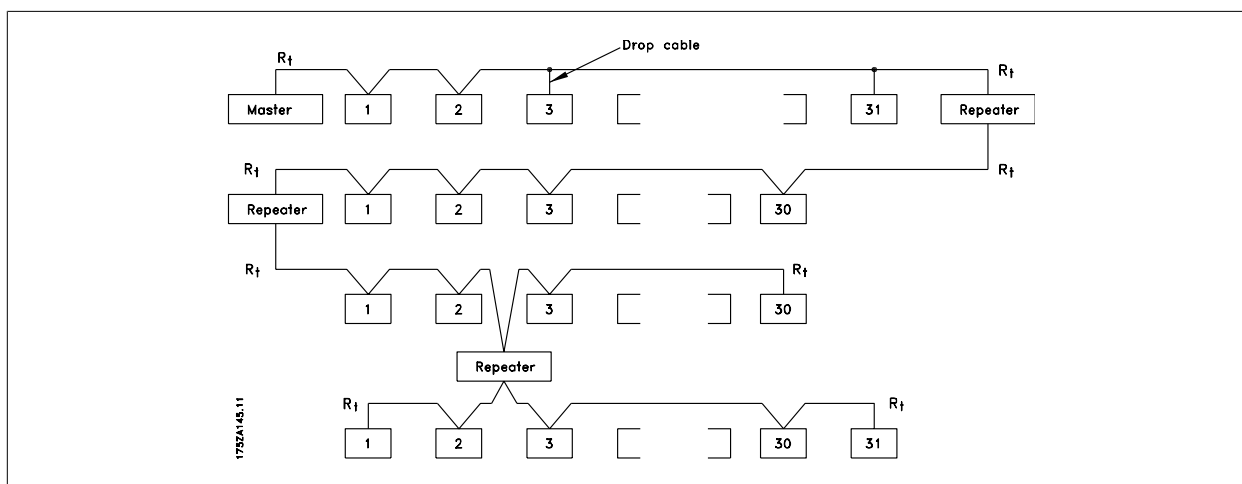 Drop cable
Rt Rt
Master 1 2 3 31 Repeater
Rt Rt
Repeater 1 2 3 30
Rt Rt
1 2 3 30
Repeater
Rt Rt
1 2 3 30 31
175ZA145.11